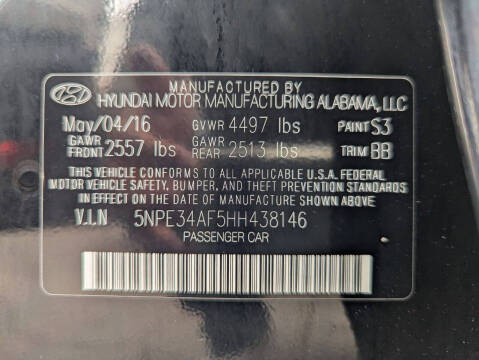 MANUFACTURED BY
HYUNDAI MOTOR MANUFACTURING ALABAMA, LLC
May/04/16 GVWR 4497 lbs PAINT S3
GAWR FRONT 2557 lbs GAWR REAR 2513 lbs TRIM BB
THIS VEHICLE CONFORMS TO ALL APPLICABLE U.S.A. FEDERAL
MOTOR VEHICLE SAFETY, BUMPER, AND THEFT PREVENTION STANDARDS
IN EFFECT ON THE DATE OF MANUFACTURE SHOWN ABOVE
V.I.N 5NPE34AF5HH438146
PASSENGER CAR